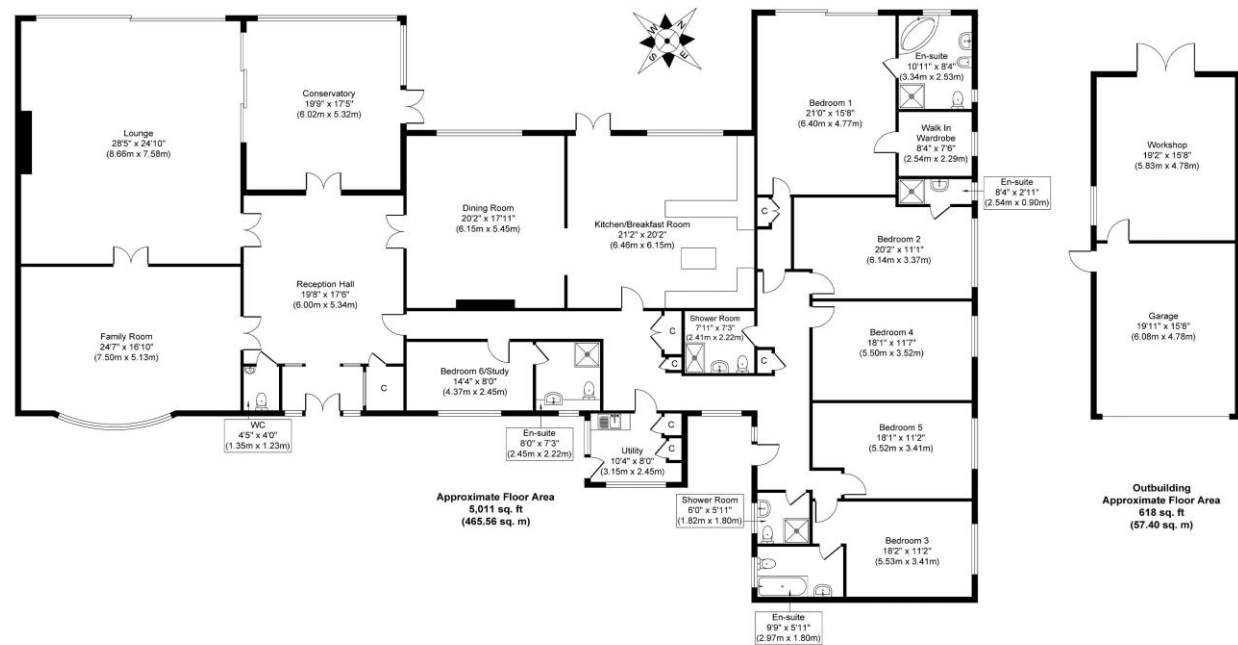 Lounge
28'5" x 24'10"
(8.66m x 7.58m)
Conservatory
19'9" x 17'5"
(6.02m x 5.32m)
W
N
S
E
Bedroom 1
21'0" x 15'8"
(6.40m x 4.77m)
En-suite
10'11" x 8'4"
(3.34m x 2.53m)
Walk In
Wardrobe
8'4" x 7'6"
(2.54m x 2.29m)
En-suite
8'4" x 2'11"
(2.54m x 0.90m)
Workshop
19'2" x 15'8"
(5.83m x 4.78m)
Dining Room
20'2" x 17'11"
(6.15m x 5.45m)
Kitchen/Breakfast Room
21'2" x 20'2"
(6.46m x 6.15m)
C
Bedroom 2
20'2" x 11'1"
(6.14m x 3.37m)
Reception Hall
19'8" x 17'6"
(6.00m x 5.34m)
Family Room
24'7" x 16'10"
(7.50m x 5.13m)
C
C
Shower Room
7'11" x 7'3"
(2.41m x 2.22m)
C
Bedroom 4
18'1" x 11'7"
(5.50m x 3.52m)
Garage
19'11" x 15'8"
(6.08m x 4.78m)
C
Bedroom 6/Study
14'4" x 8'0"
(4.37m x 2.45m)
WC
4'5" x 4'0"
(1.35m x 1.23m)
En-suite
8'0" x 7'3"
(2.45m x 2.22m)
C
C
Utility
10'4" x 8'0"
(3.15m x 2.45m)
Bedroom 5
18'1" x 11'2"
(5.52m x 3.41m)
Approximate Floor Area
5,011 sq. ft
(465.56 sq. m)
Shower Room
6'0" x 5'11"
(1.82m x 1.80m)
Bedroom 3
18'2" x 11'2"
(5.53m x 3.41m)
En-suite
9'9" x 5'11"
(2.97m x 1.80m)
Outbuilding
Approximate Floor Area
618 sq. ft
(57.40 sq. m)